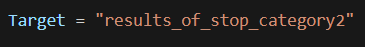 Target = "results_of_stop_category2"